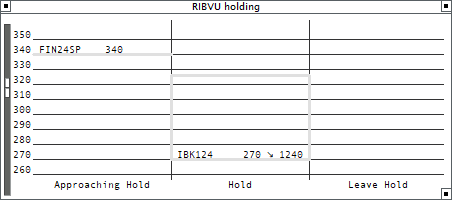 RIBVU holding
350
340 FIN24SP 340
330
320
310
300
290
280
270 IBK124 270 ↘ 1240
260
Approaching Hold Hold Leave Hold